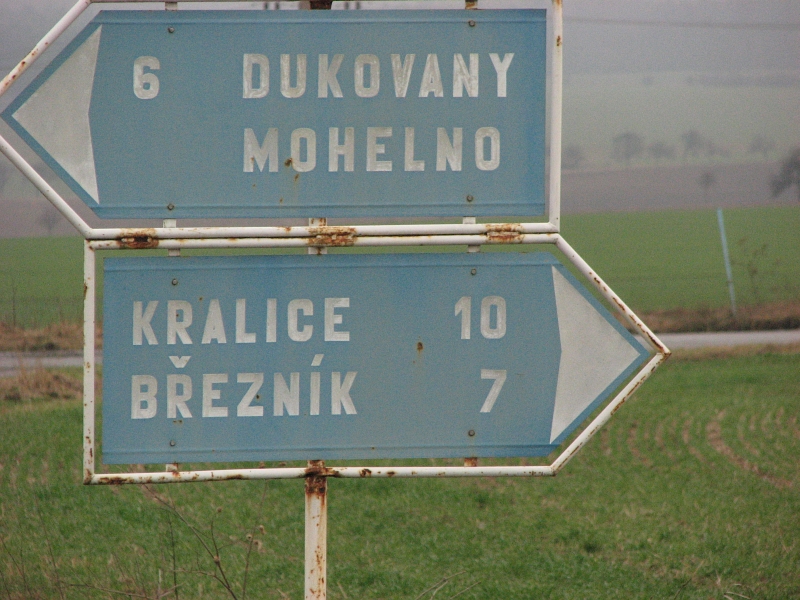 6 DUKOVANY
MOHELNO
KRALICE 10
BŘEZNÍK 7